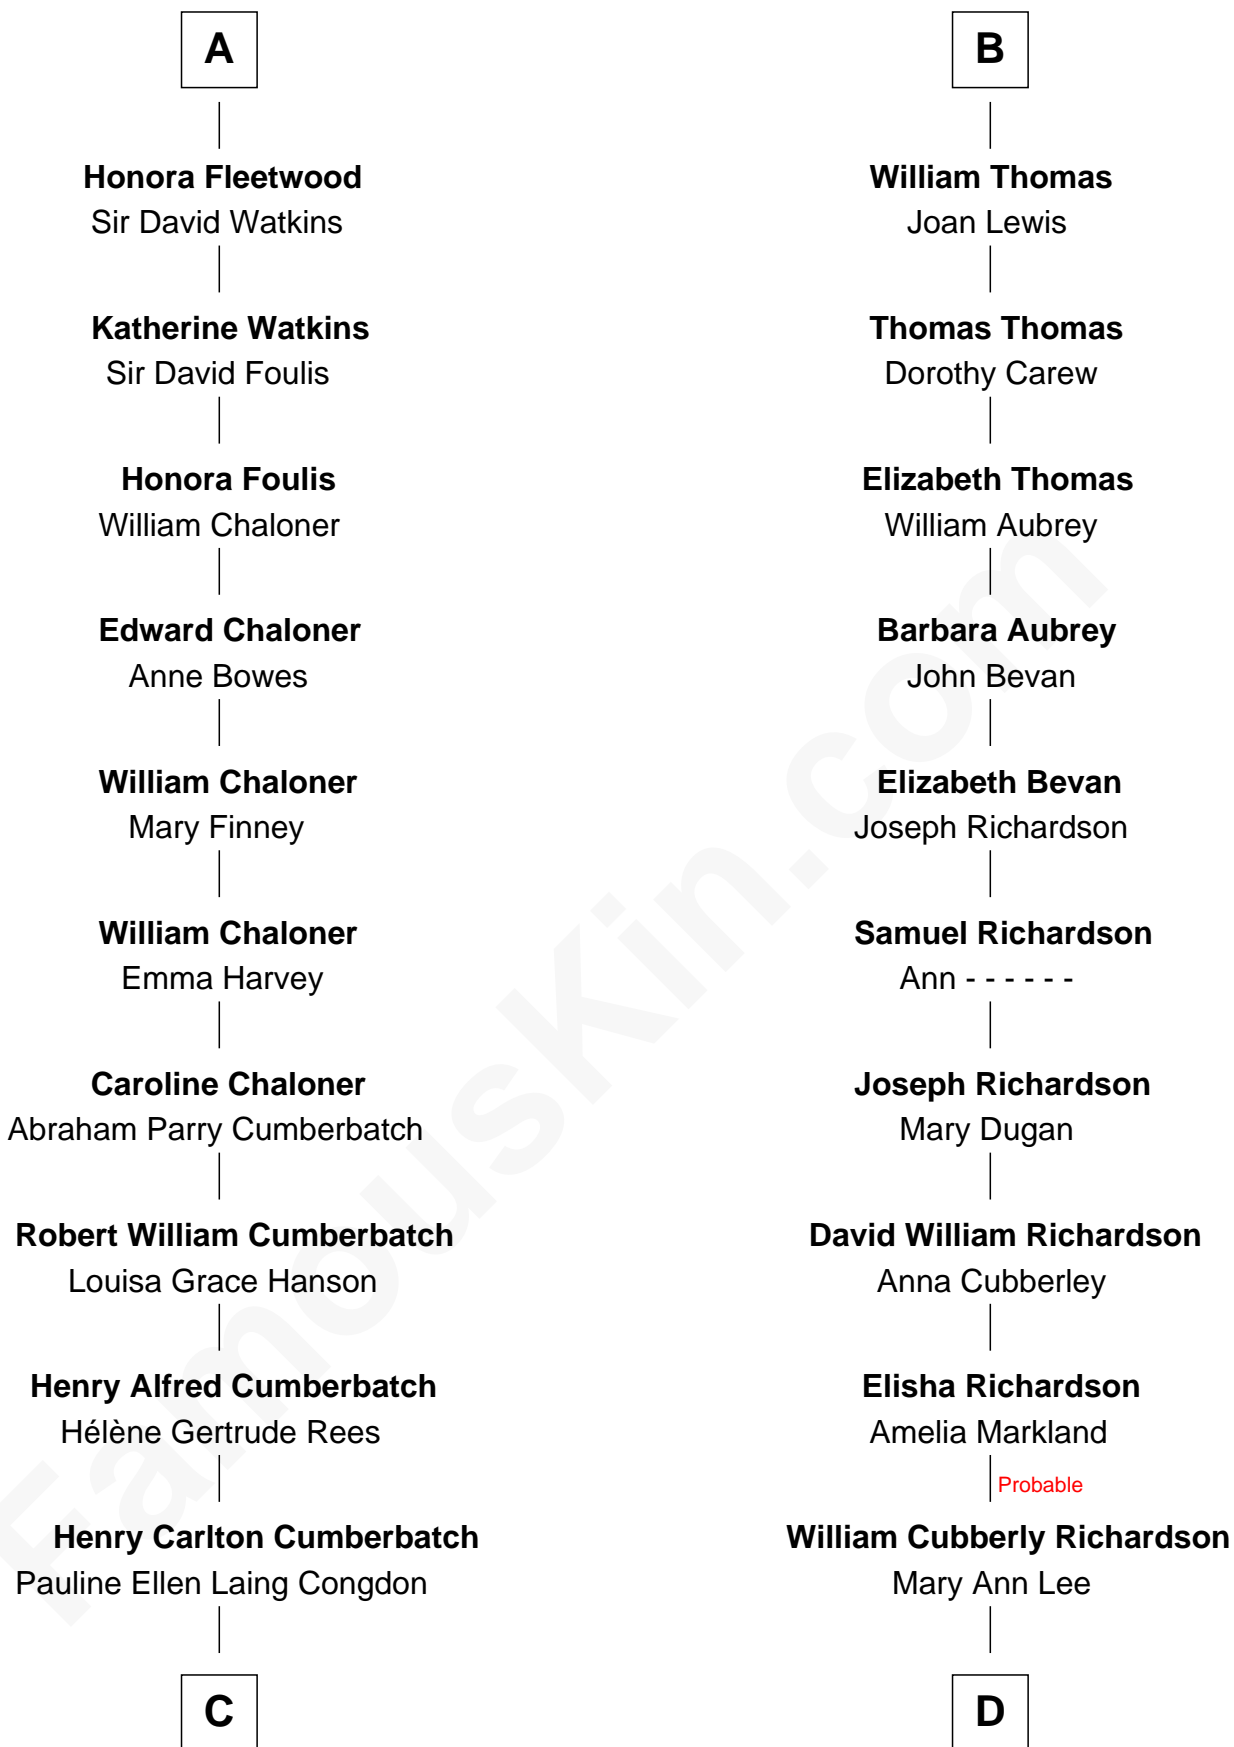 A
Honora Fleetwood
Sir David Watkins
Katherine Watkins
Sir David Foulis
Honora Foulis
William Chaloner
Edward Chaloner
Anne Bowes
William Chaloner
Mary Finney
William Chaloner
Emma Harvey
Caroline Chaloner
Abraham Parry Cumberbatch
Robert William Cumberbatch
Louisa Grace Hanson
Henry Alfred Cumberbatch
Hélène Gertrude Rees
Henry Carlton Cumberbatch
Pauline Ellen Laing Congdon
C
B
William Thomas
Joan Lewis
Thomas Thomas
Dorothy Carew
Elizabeth Thomas
William Aubrey
Barbara Aubrey
John Bevan
Elizabeth Bevan
Joseph Richardson
Samuel Richardson
Ann - - - - - -
Joseph Richardson
Mary Dugan
David William Richardson
Anna Cubberley
Elisha Richardson
Amelia Markland
Probable
William Cubberly Richardson
Mary Ann Lee
D
FamousKin.com